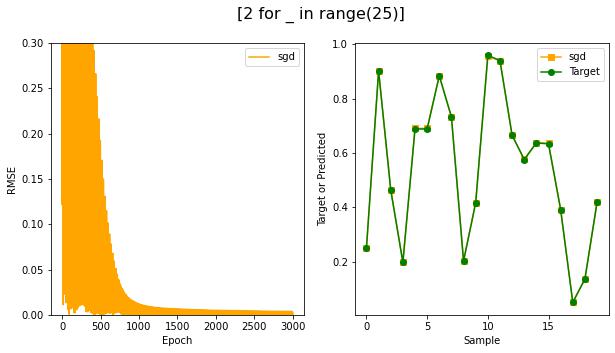 [2 for _ in range(25)]
sgd
0.30
0.25
0.20
0.15
0.10
0.05
0.00
RMSE
0
500
1000
1500
2000
2500
3000
Epoch
sgd
Target
1.0
0.8
0.6
0.4
0.2
Target or Predicted
0
5
10
15
Sample